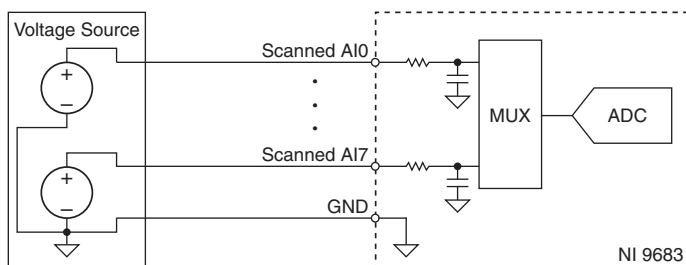 Voltage Source
Scanned AI0
+
−
MUX
ADC
Scanned AI7
+
−
GND
NI 9683